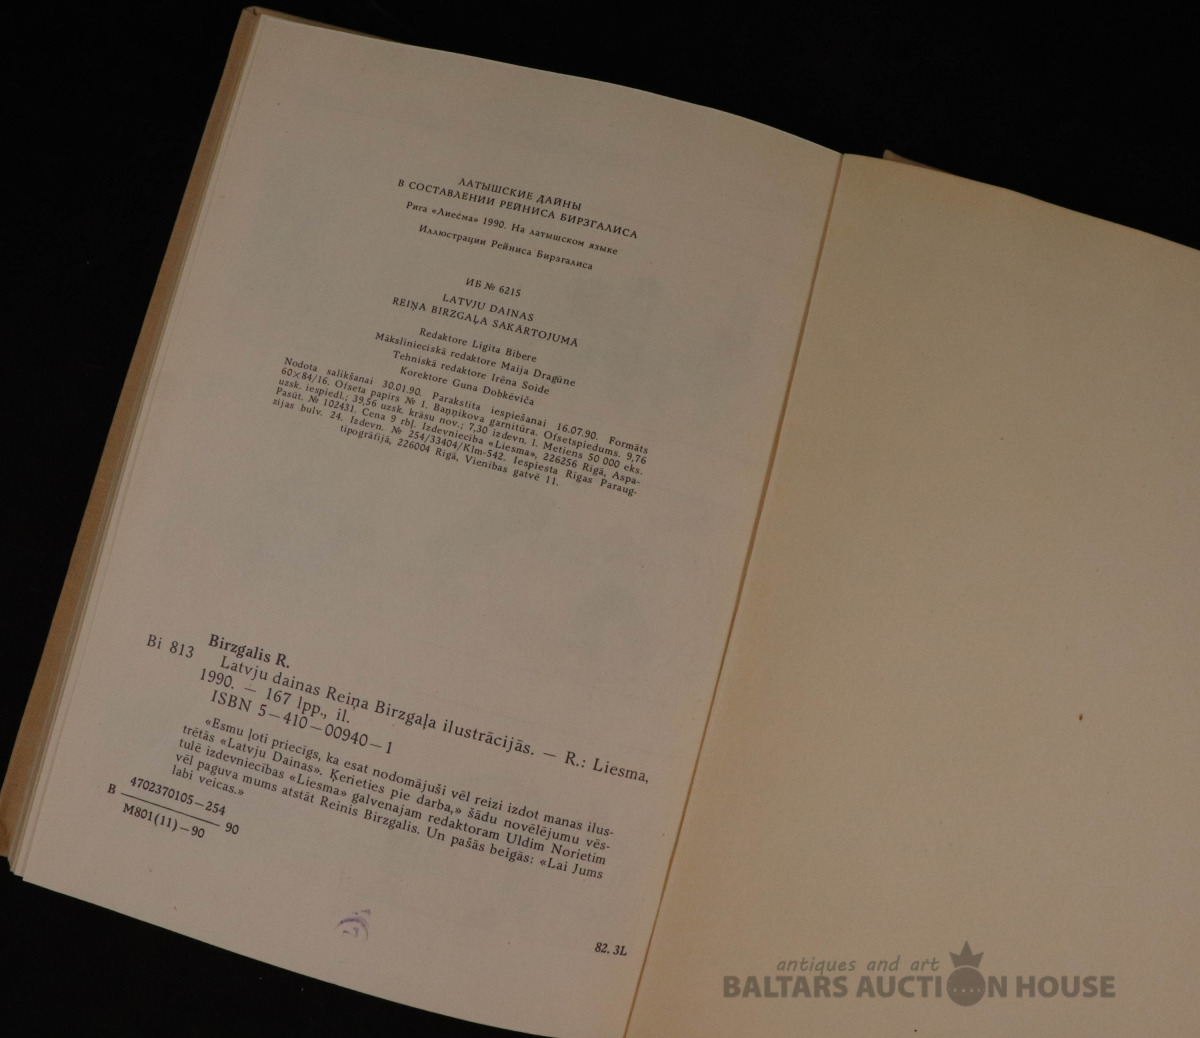 ЛАТЫШСКИЕ ДАЙНЫ
В СОСТАВЛЕНИИ РЕЙНИСА БИРЗГАЛИСА
Рига «Лиесма» 1990. На латышском языке
Иллюстрации Рейниса Бирзгалиса
ИБ № 6215
LATVJU DAINAS
REIŅA BIRZGAĻA SAKĀRTOJUMĀ
Redaktore Ligita Bībere
Mākslinieciskā redaktore Maija Dragūne
Tehniskā redaktore Irēna Soide
Korektore Guna Dobkēviča
Nodota salikšanai 30.01.90. Parakstīta iespiešanai 16.07.90. Formāts
60×84/16. Ofseta papīrs № 1. Baņņikova garnitūra. Ofsetspiedums. 9,76
uzsk. iespiedl.; 39,56 uzsk. krāsu nov.; 7,30 izdevn. l. Metiens 50 000 eks.
Pasūt. № 102431. Cena 9 rbļ. Izdevniecība «Liesma», 226256 Rīgā, Aspa-
zijas bulv. 24. Izdevn. № 254/33404/Klm-542. Iespiesta Rīgas Paraug-
tipogrāfijā, 226004 Rīgā, Vienības gatvē 11.
Birzgalis R.
Bi 813 Latvju dainas Reiņa Birzgaļa ilustrācijās. — R.: Liesma,
1990. — 167 lpp., il.
ISBN 5—410—00940—1
«Esmu ļoti priecīgs, ka esat nodomājuši vēl reizi izdot manas ilus-
trētās «Latvju Dainas». Ķerieties pie darba,» šādu novēlējumu vēs-
tulē izdevniecības «Liesma» galvenajam redaktoram Uldim Norietim
vēl paguva mums atstāt Reinis Birzgalis. Un pašās beigās: «Lai Jums
labi veicas.»
B 4702370105—254
M801(11)—90 90
82. 3L
antiques and art
BALTARS AUCTION HOUSE